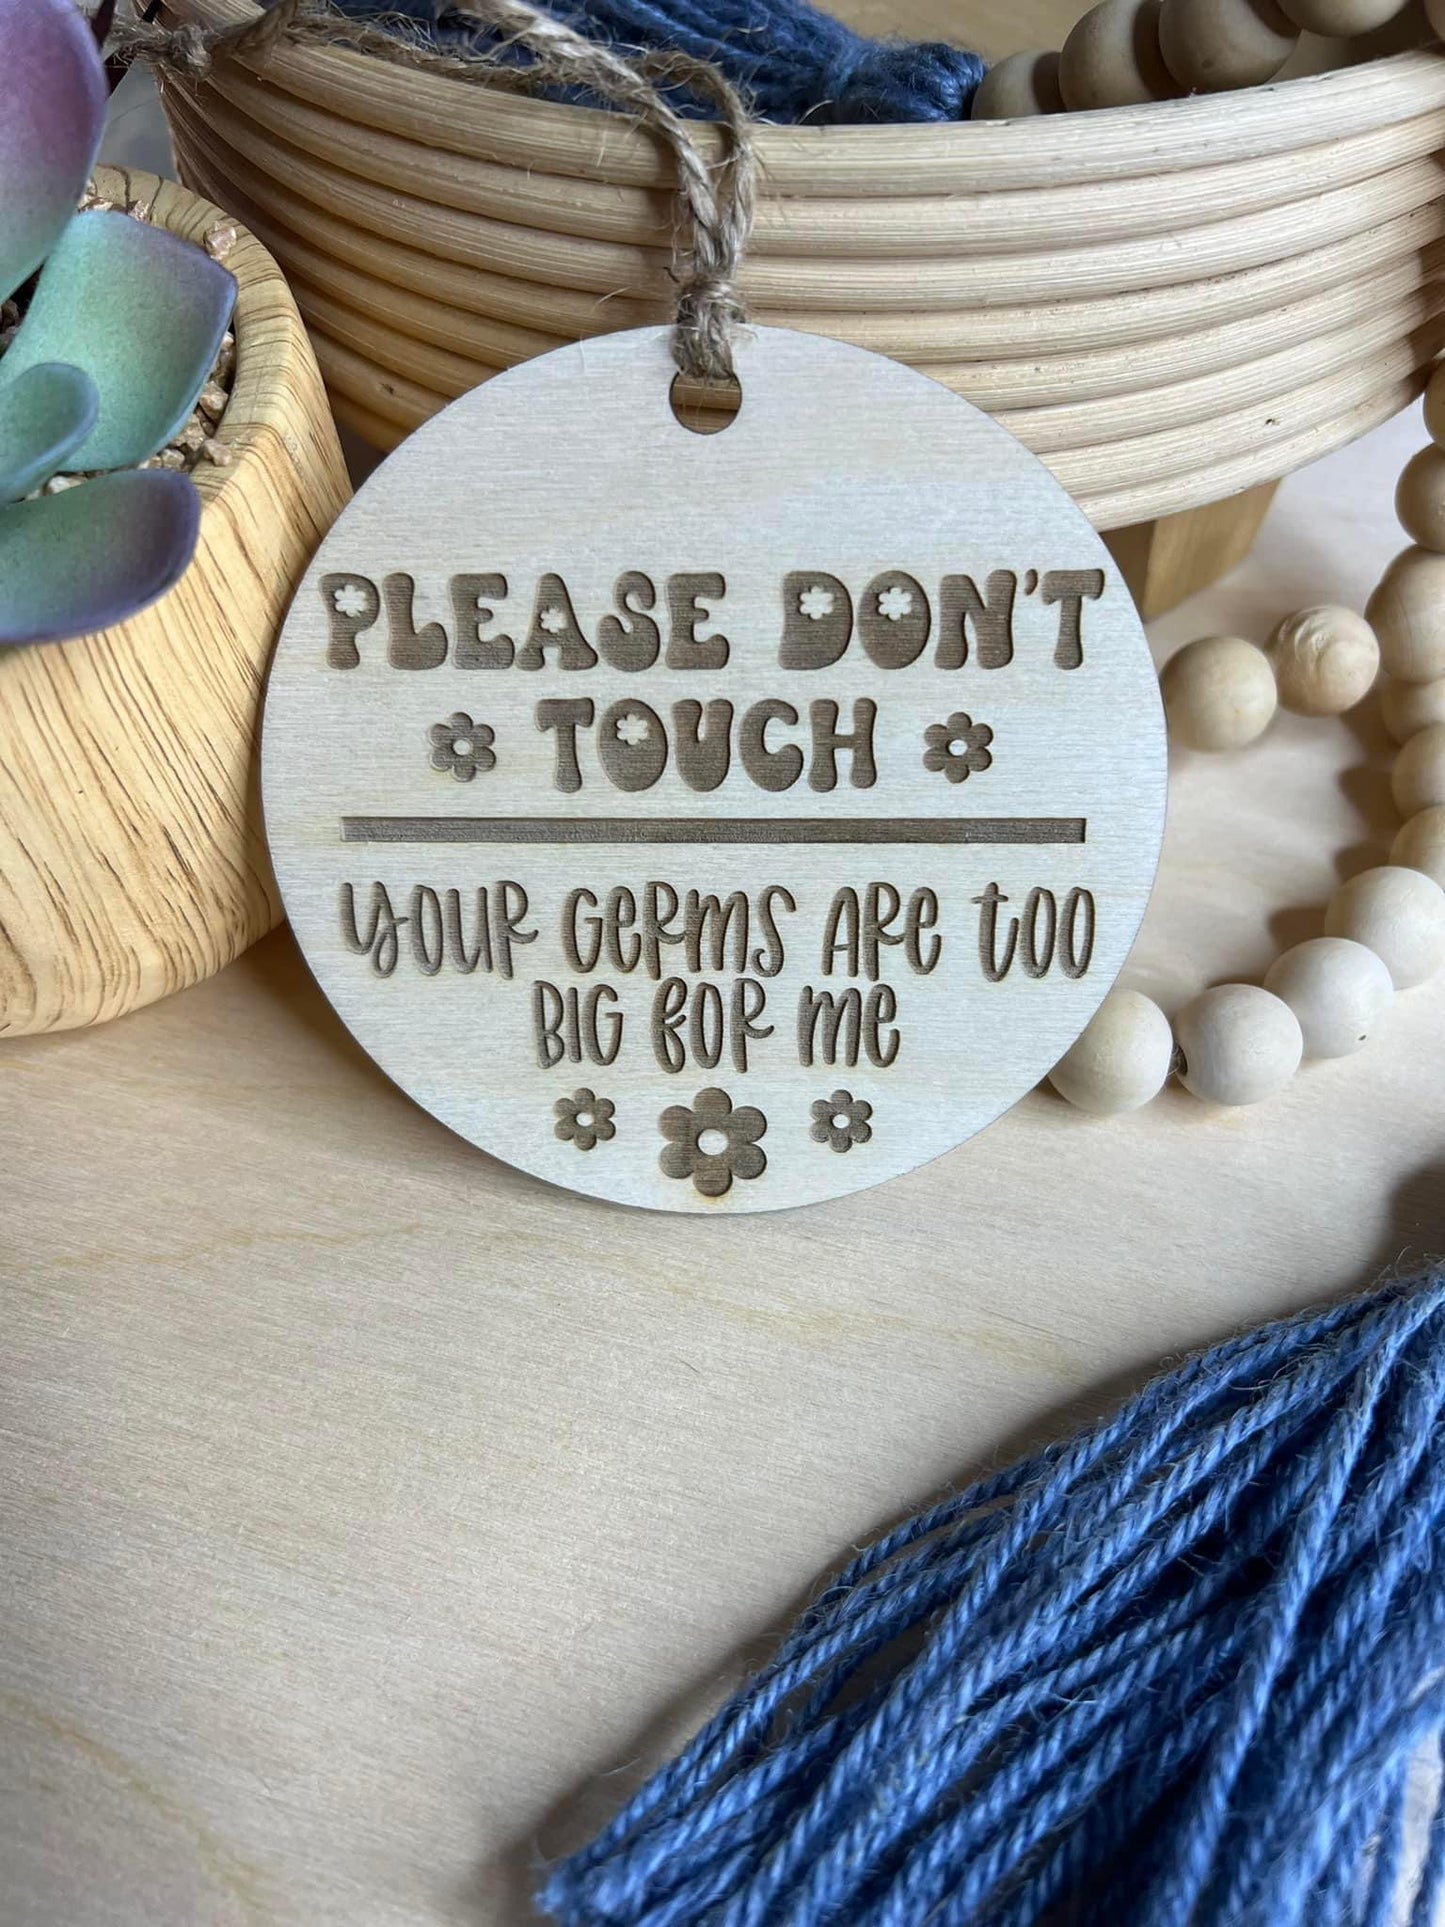 PLEASE DON'T
TOUCH
YOUR GERMS ARE TOO
BIG FOR ME